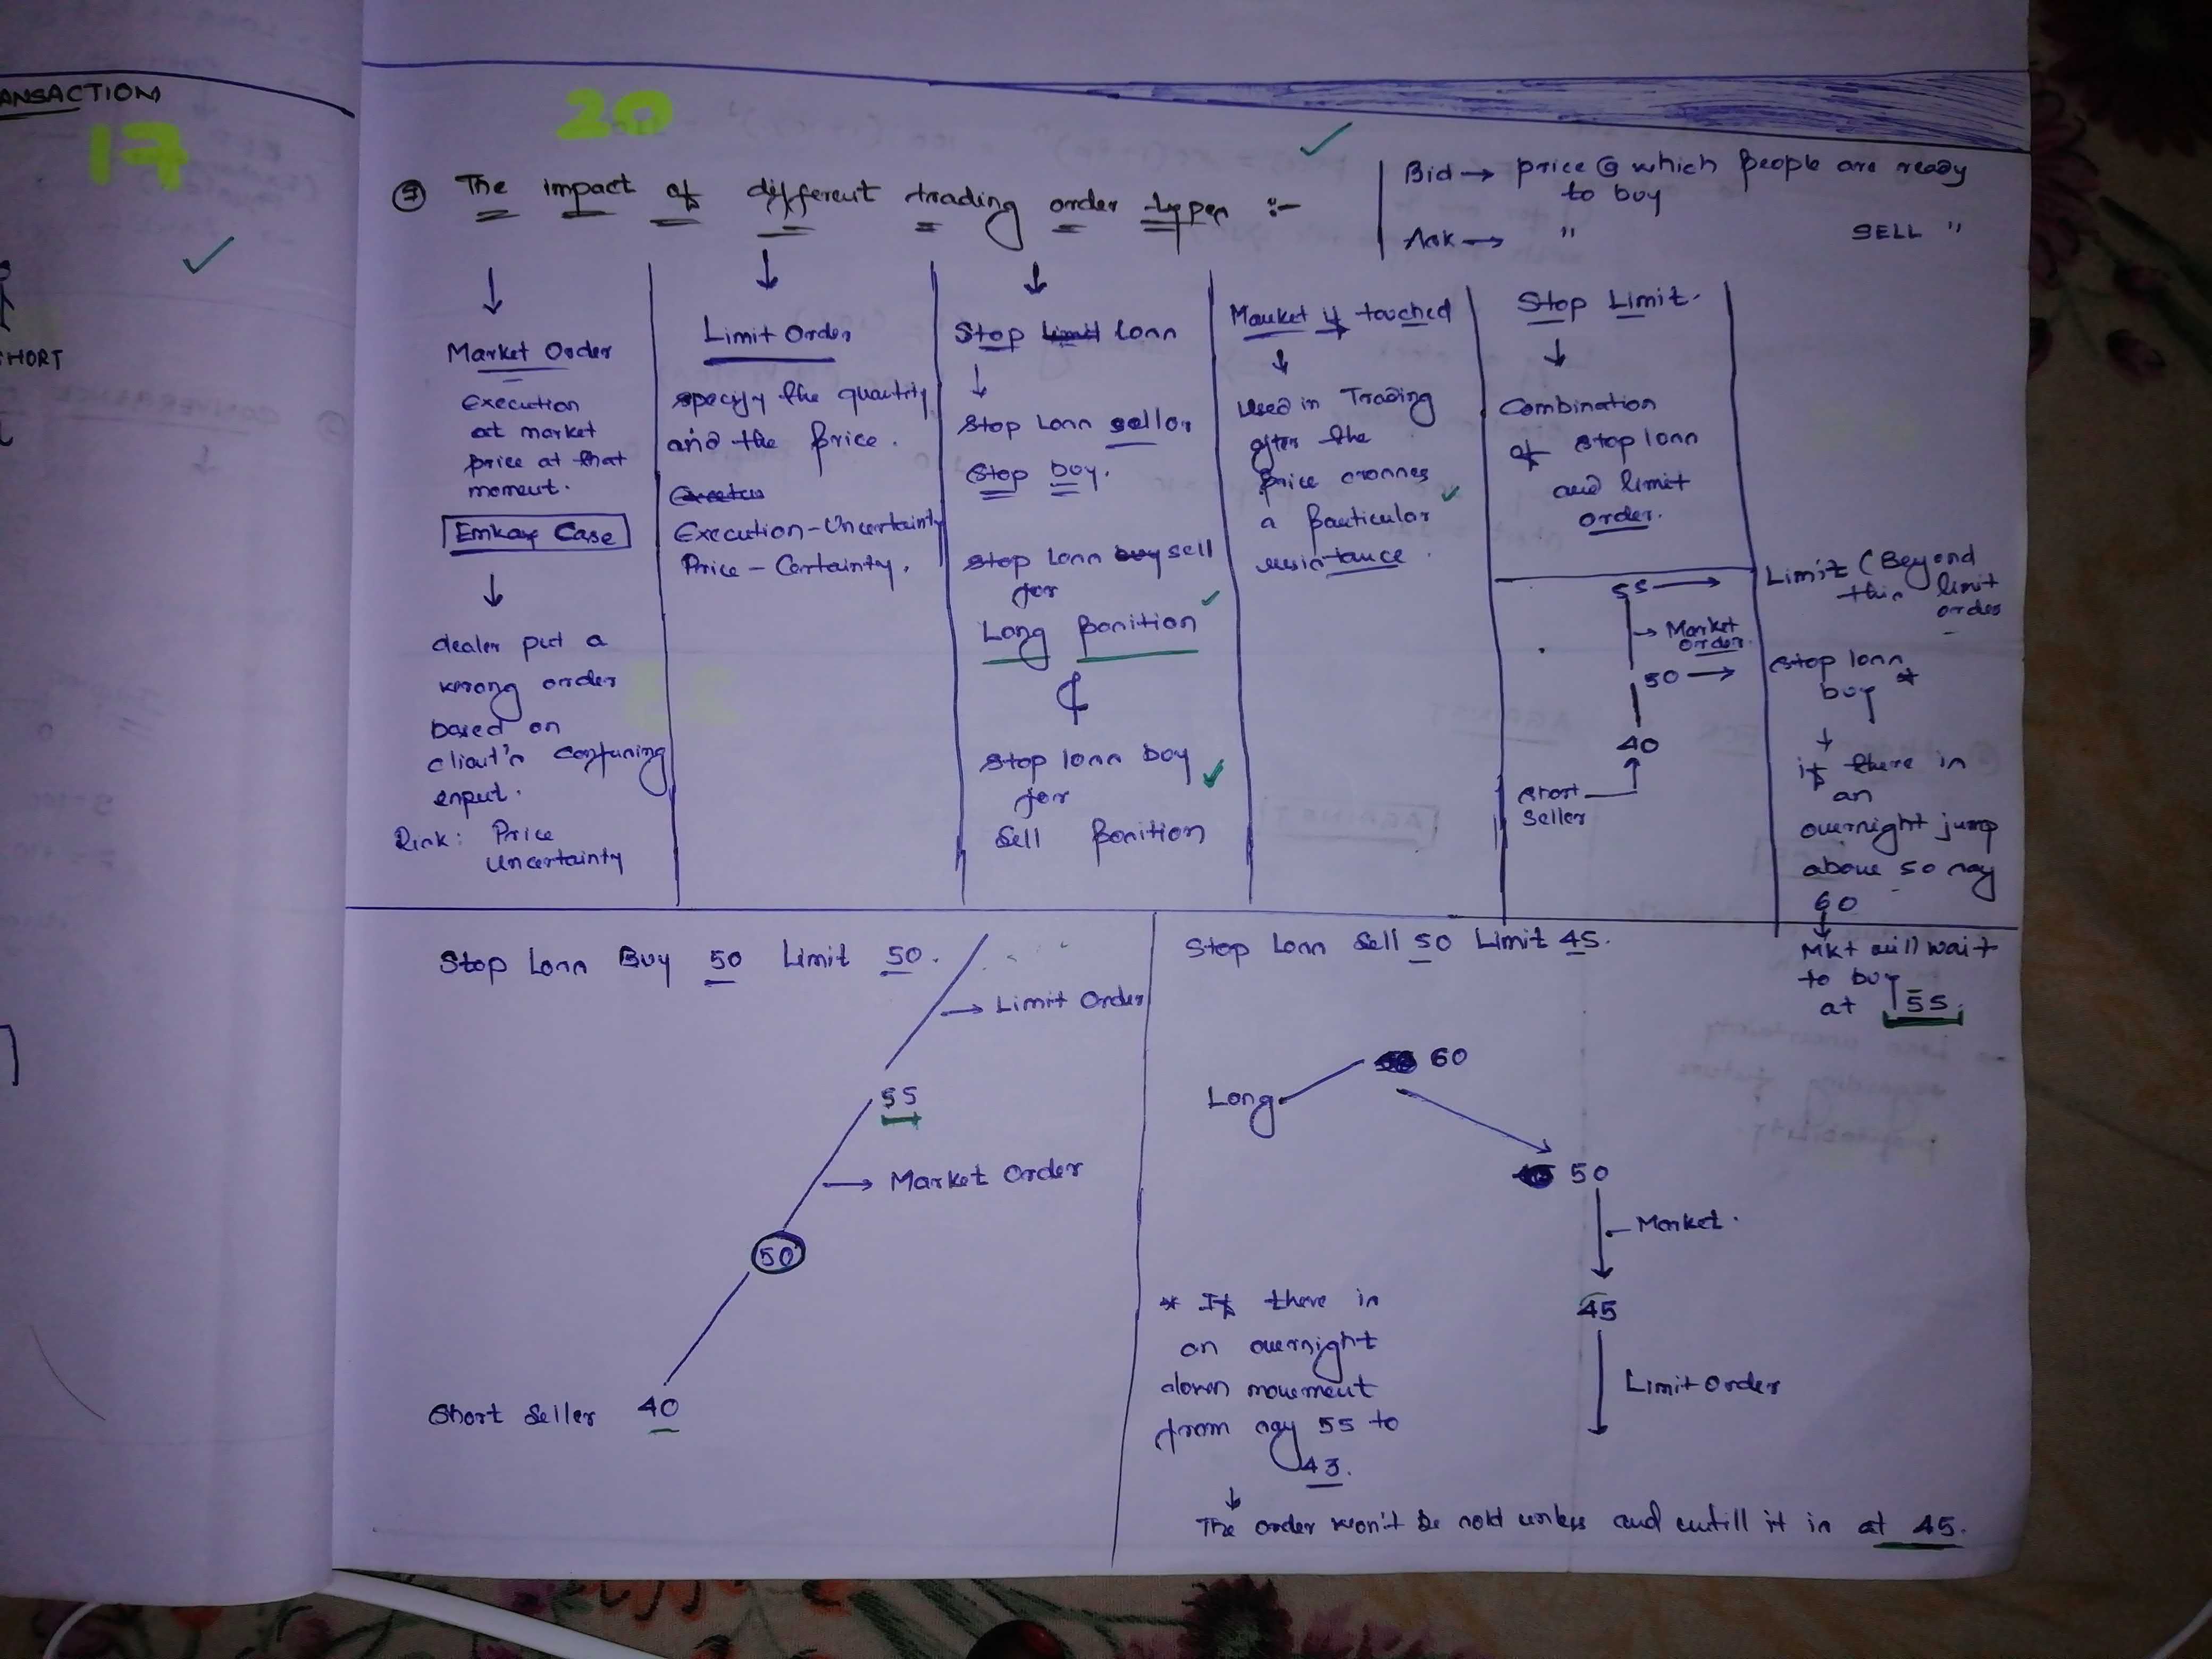 ANSACTION
17
HORT
20
The impact of different trading order types :-
Bid → price @ which people are ready
to buy
Ask → " SELL "
Market Order
Execution
at market
price at that
moment.
Emkay Case
dealer put a
wrong order
based on
client's confusing
input.
Risk: Price
Uncertainty
Limit Order
specify the quantity
and the price.
Execution - Uncertainty
Price - Certainty.
Stop loss
Stop Loss sell or
Stop buy.
Stop loss sell
for
Long Position
&
Stop loss buy
for
Sell Position
Market if touched
Used in Trading
after the
price crosses
a particular
resistance.
Stop Limit.
Combination
of stop loss
and limit
order.
55 → Limit (Beyond
this limit
order
→ Market
order.
50 → Stop loss
buy *
40
Short
Seller
if there is
an
overnight jump
above 50 say
60
Mkt will wait
to buy
at 55.
Stop Loss Buy 50 Limit 50.
→ Limit Order
55
→ Market Order
50
Short Seller 40
Stop Loss Sell 50 Limit 45.
60
Long
50
Market.
45
Limit Order
* If there is
an overnight
down movement
from say 55 to
43.
The order won't be sold unless and untill it is at 45.